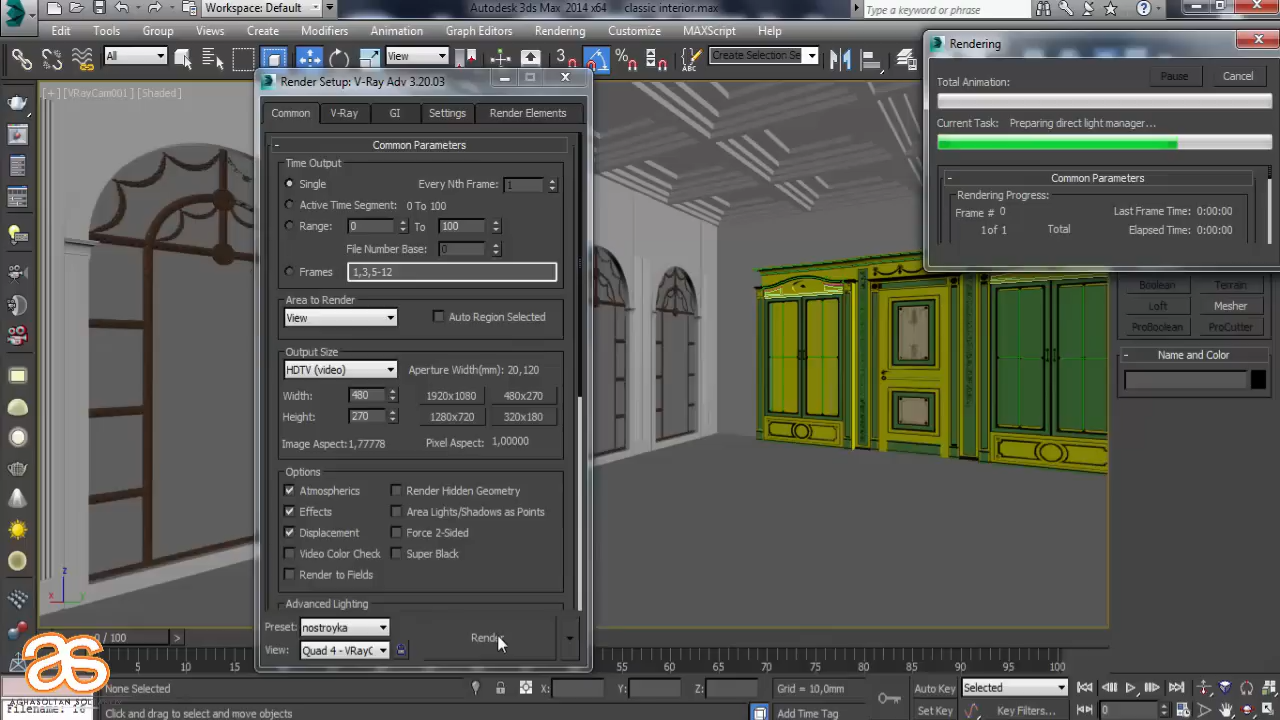 Workspace: Default
Autodesk 3ds Max 2014 x64 classic interior.max
Type a keyword or phrase
Edit Tools Group Views Create Modifiers Animation Graph Editors Rendering Customize MAXScript Help
All
View
3
Create Selection Se
[+] [VRayCam001] [Shaded]
Render Setup: V-Ray Adv 3.20.03
Common V-Ray GI Settings Render Elements
- Common Parameters
Time Output
Single Every Nth Frame: 1
Active Time Segment: 0 To 100
Range: 0 To 100
File Number Base: 0
Frames 1,3,5-12
Area to Render
View Auto Region Selected
Output Size
HDTV (video) Aperture Width(mm): 20,120
Width: 480 1920x1080 480x270
Height: 270 1280x720 320x180
Image Aspect: 1,77778 Pixel Aspect: 1,00000
Options
Atmospherics Render Hidden Geometry
Effects Area Lights/Shadows as Points
Displacement Force 2-Sided
Video Color Check Super Black
Render to Fields
Advanced Lighting
Preset: nostroyka
View: Quad 4 - VRayC
Render
Rendering
Total Animation: Pause Cancel
Current Task: Preparing direct light manager...
- Common Parameters
Rendering Progress:
Frame # 0 Last Frame Time: 0:00:00
1 of 1 Total Elapsed Time: 0:00:00
Boolean Terrain
Loft Mesher
ProBoolean ProCutter
- Name and Color
z
x y
0 / 100 >
5 10 15 55 60 65 70 75 80 85 90 95 100
as
AGHASOLTAN SOL
None Selected X: Y: Z: Grid = 10,0mm Auto Key Selected
Click and drag to select and move objects Add Time Tag Set Key Key Filters... 0